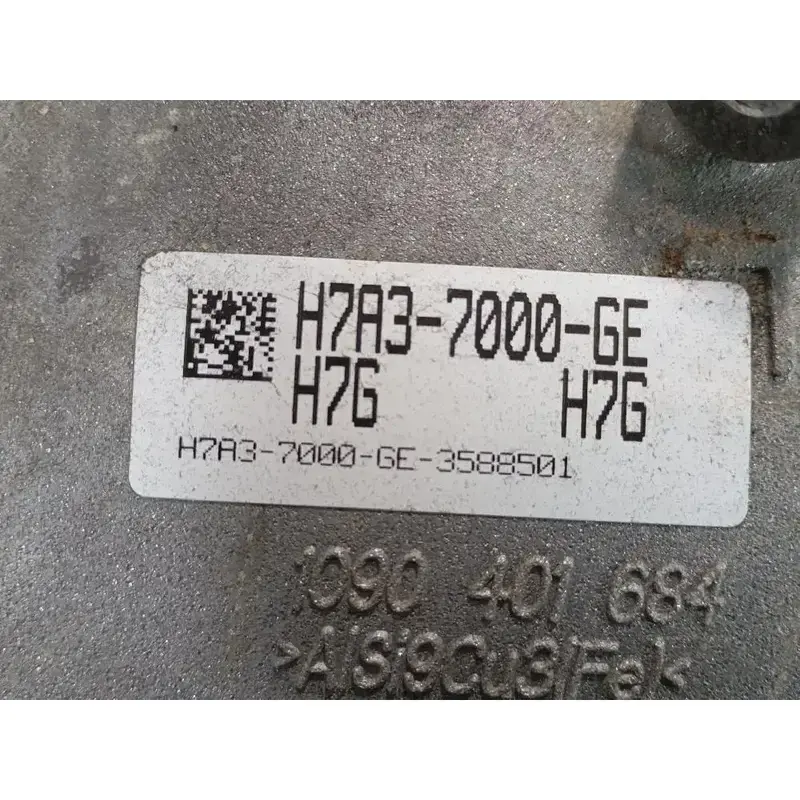 H7A3-7000-GE
H7G H7G
H7A3-7000-GE-3588501
1090 401 684
>AlSi9Cu3(Fe)<